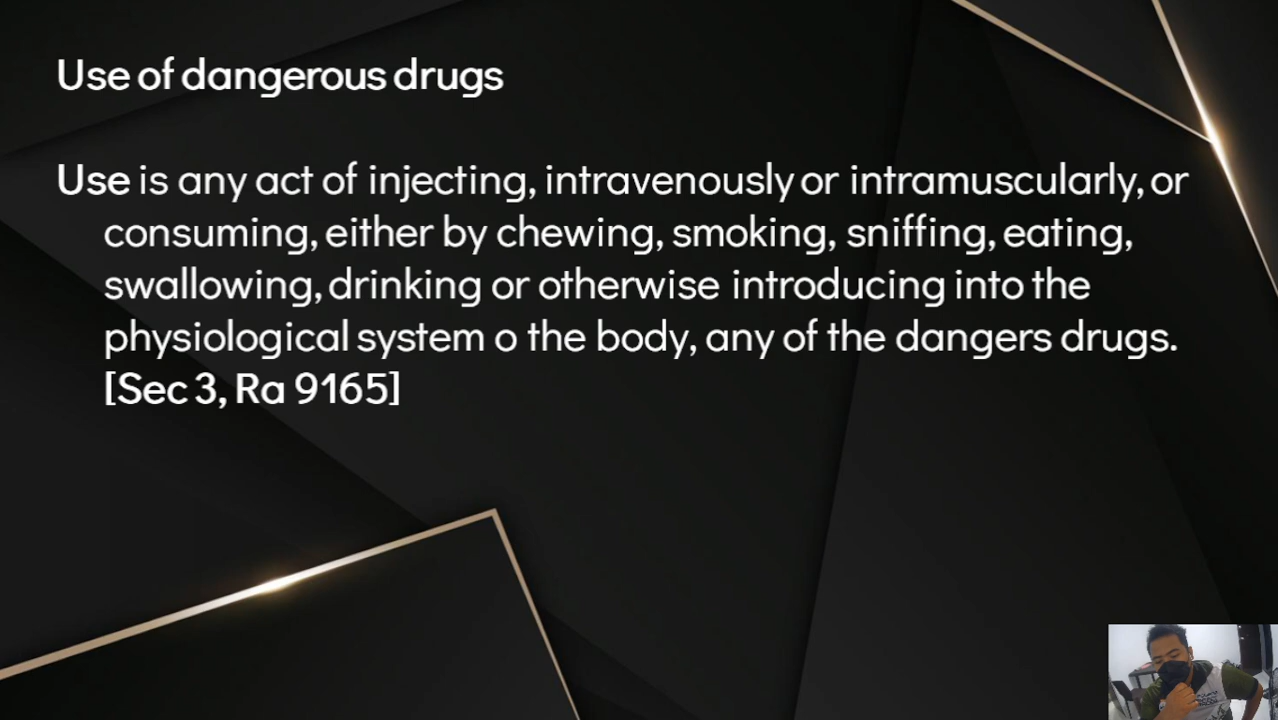 Use of dangerous drugs
Use is any act of injecting, intravenously or intramuscularly, or
consuming, either by chewing, smoking, sniffing, eating,
swallowing, drinking or otherwise introducing into the
physiological system o the body, any of the dangers drugs.
[Sec 3, Ra 9165]